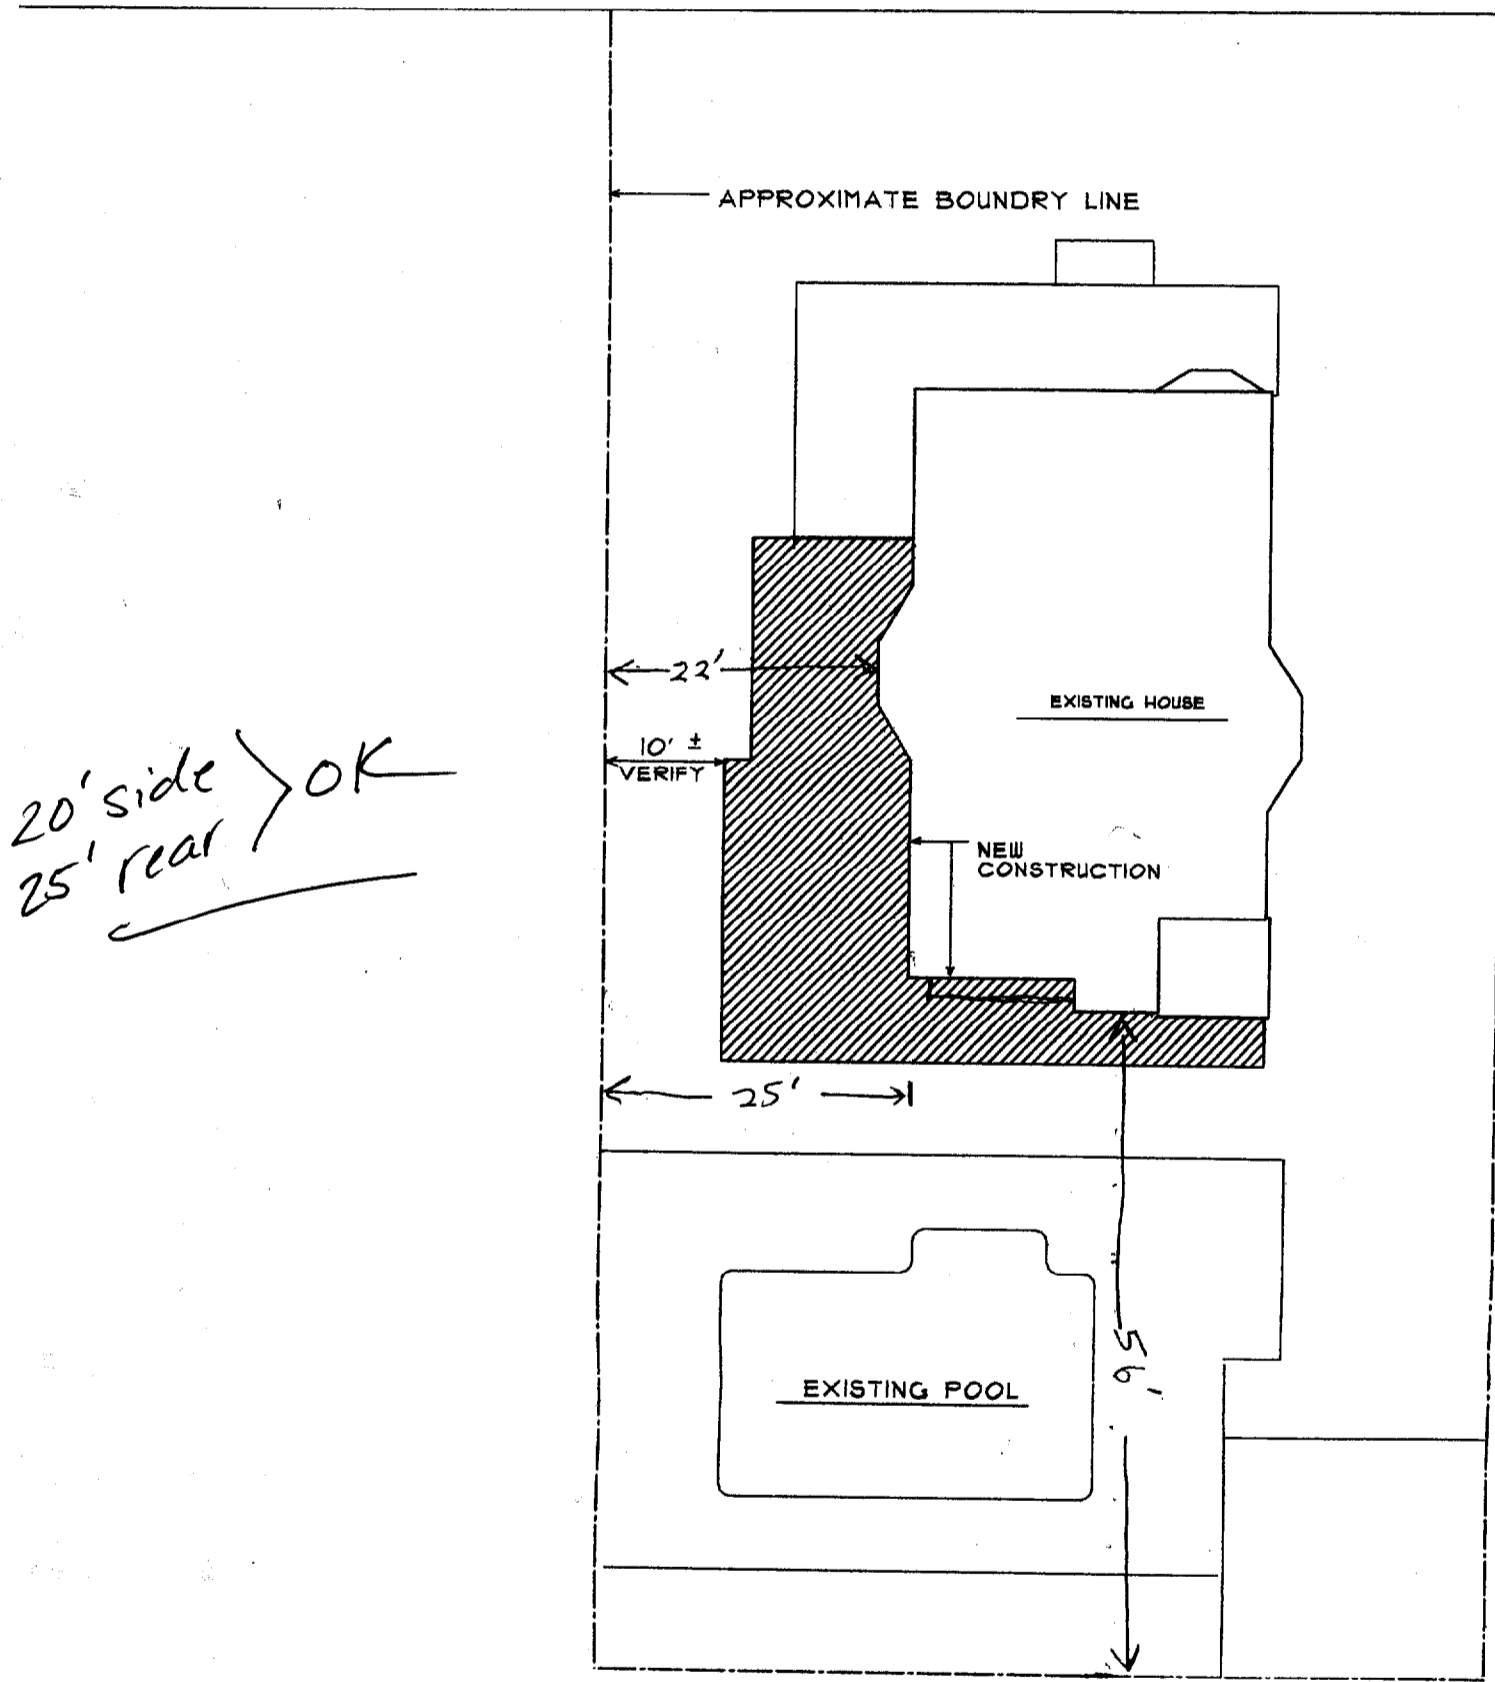 APPROXIMATE BOUNDRY LINE
22'
EXISTING HOUSE
10' ±
VERIFY
20' side > OK
25' rear
NEW
CONSTRUCTION
25'
56'
EXISTING POOL